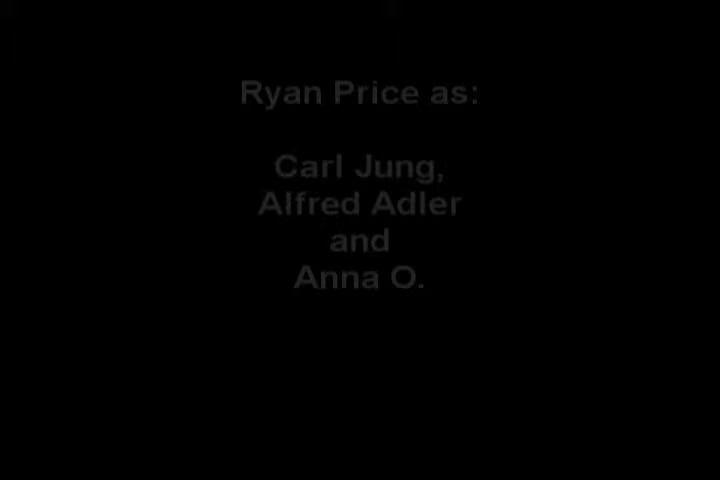 Ryan Price as:
Carl Jung,
Alfred Adler
and
Anna O.